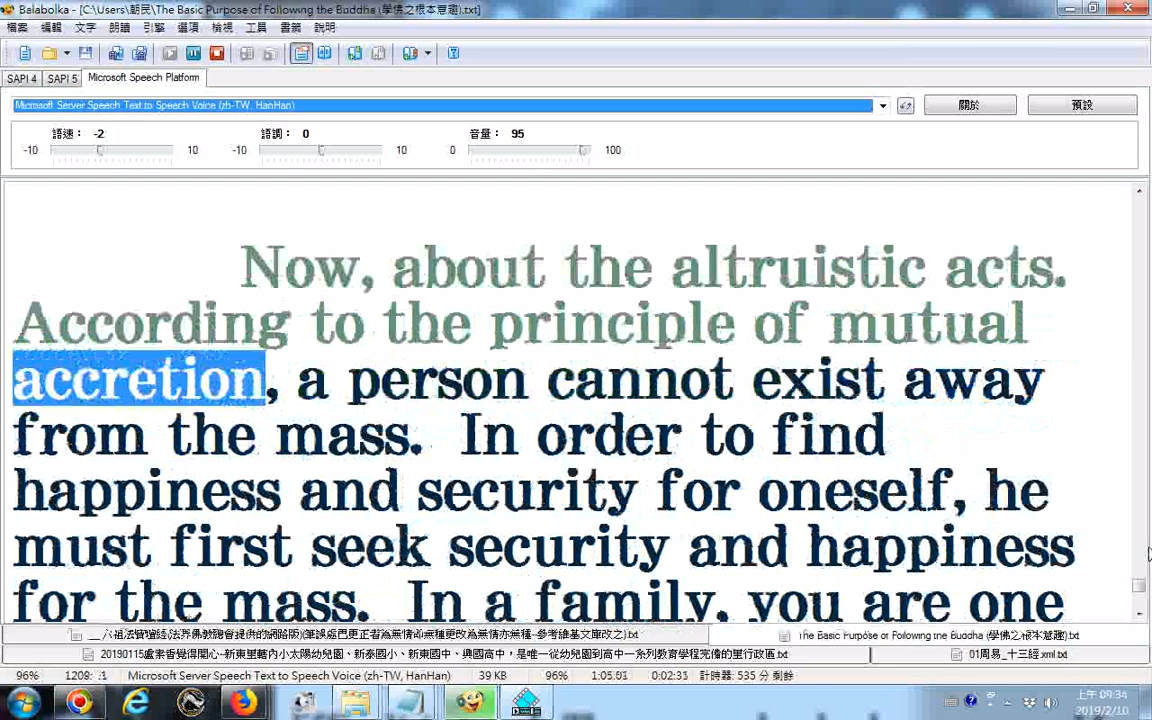 Balabolka - [C:\Users\朝民\The Basic Purpose of Following the Buddha (學佛之根本意趣).txt]
檔案 編輯 文字 朗讀 引擎 選項 檢視 工具 書籤 說明
SAPI 4 SAPI 5 Microsoft Speech Platform
Microsoft Server Speech Text to Speech Voice (zh-TW, HanHan)
關於 預設
語速： -2 語調： 0 音量： 95
-10 10 -10 10 0 100
Now, about the altruistic acts.
According to the principle of mutual
accretion, a person cannot exist away
from the mass. In order to find
happiness and security for oneself, he
must first seek security and happiness
for the mass. In a family, you are one
The Basic Purpose of Following the Buddha (學佛之根本意趣).txt
01周易_十三經.xml.txt
96% 1209: :1 Microsoft Server Speech Text to Speech Voice (zh-TW, HanHan) 39 KB 96% 1:05:01 0:02:31 計時器: 535 分 剩餘
上午 09:34
2019/2/10